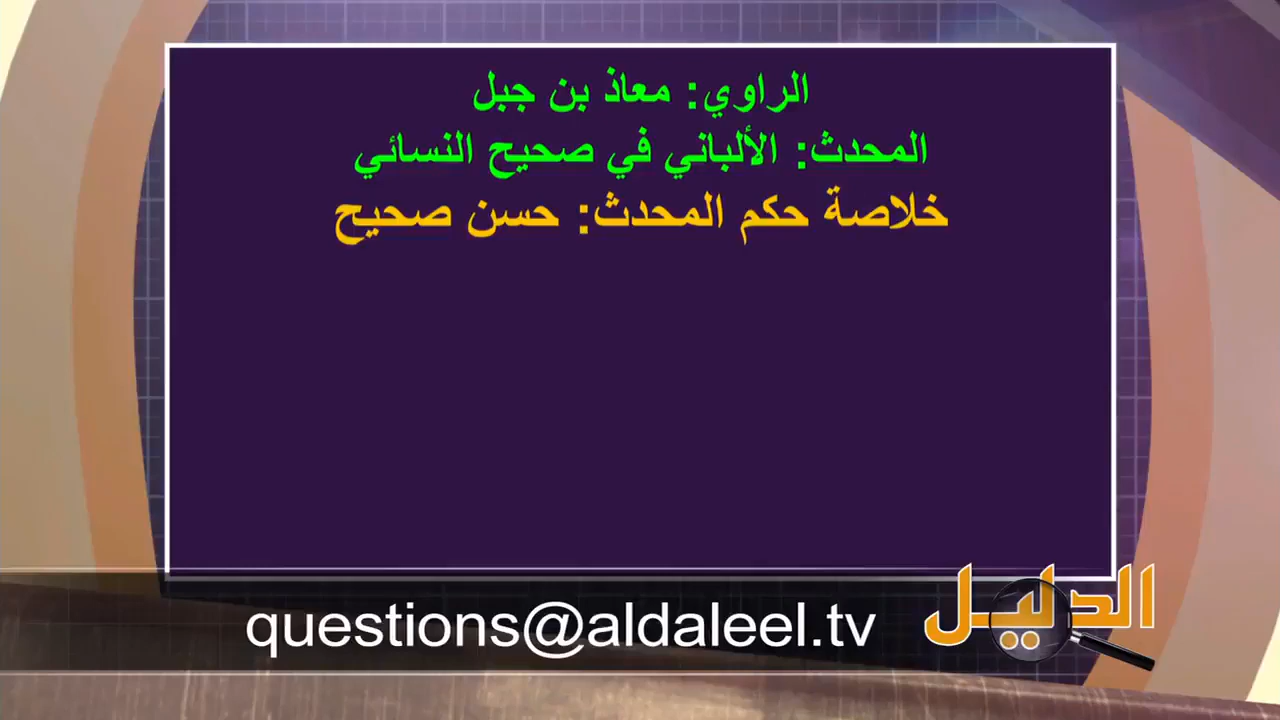 الراوي: معاذ بن جبل
المحدث: الألباني في صحيح النسائي
خلاصة حكم المحدث: حسن صحيح
questions@aldaleel.tv
الدليل